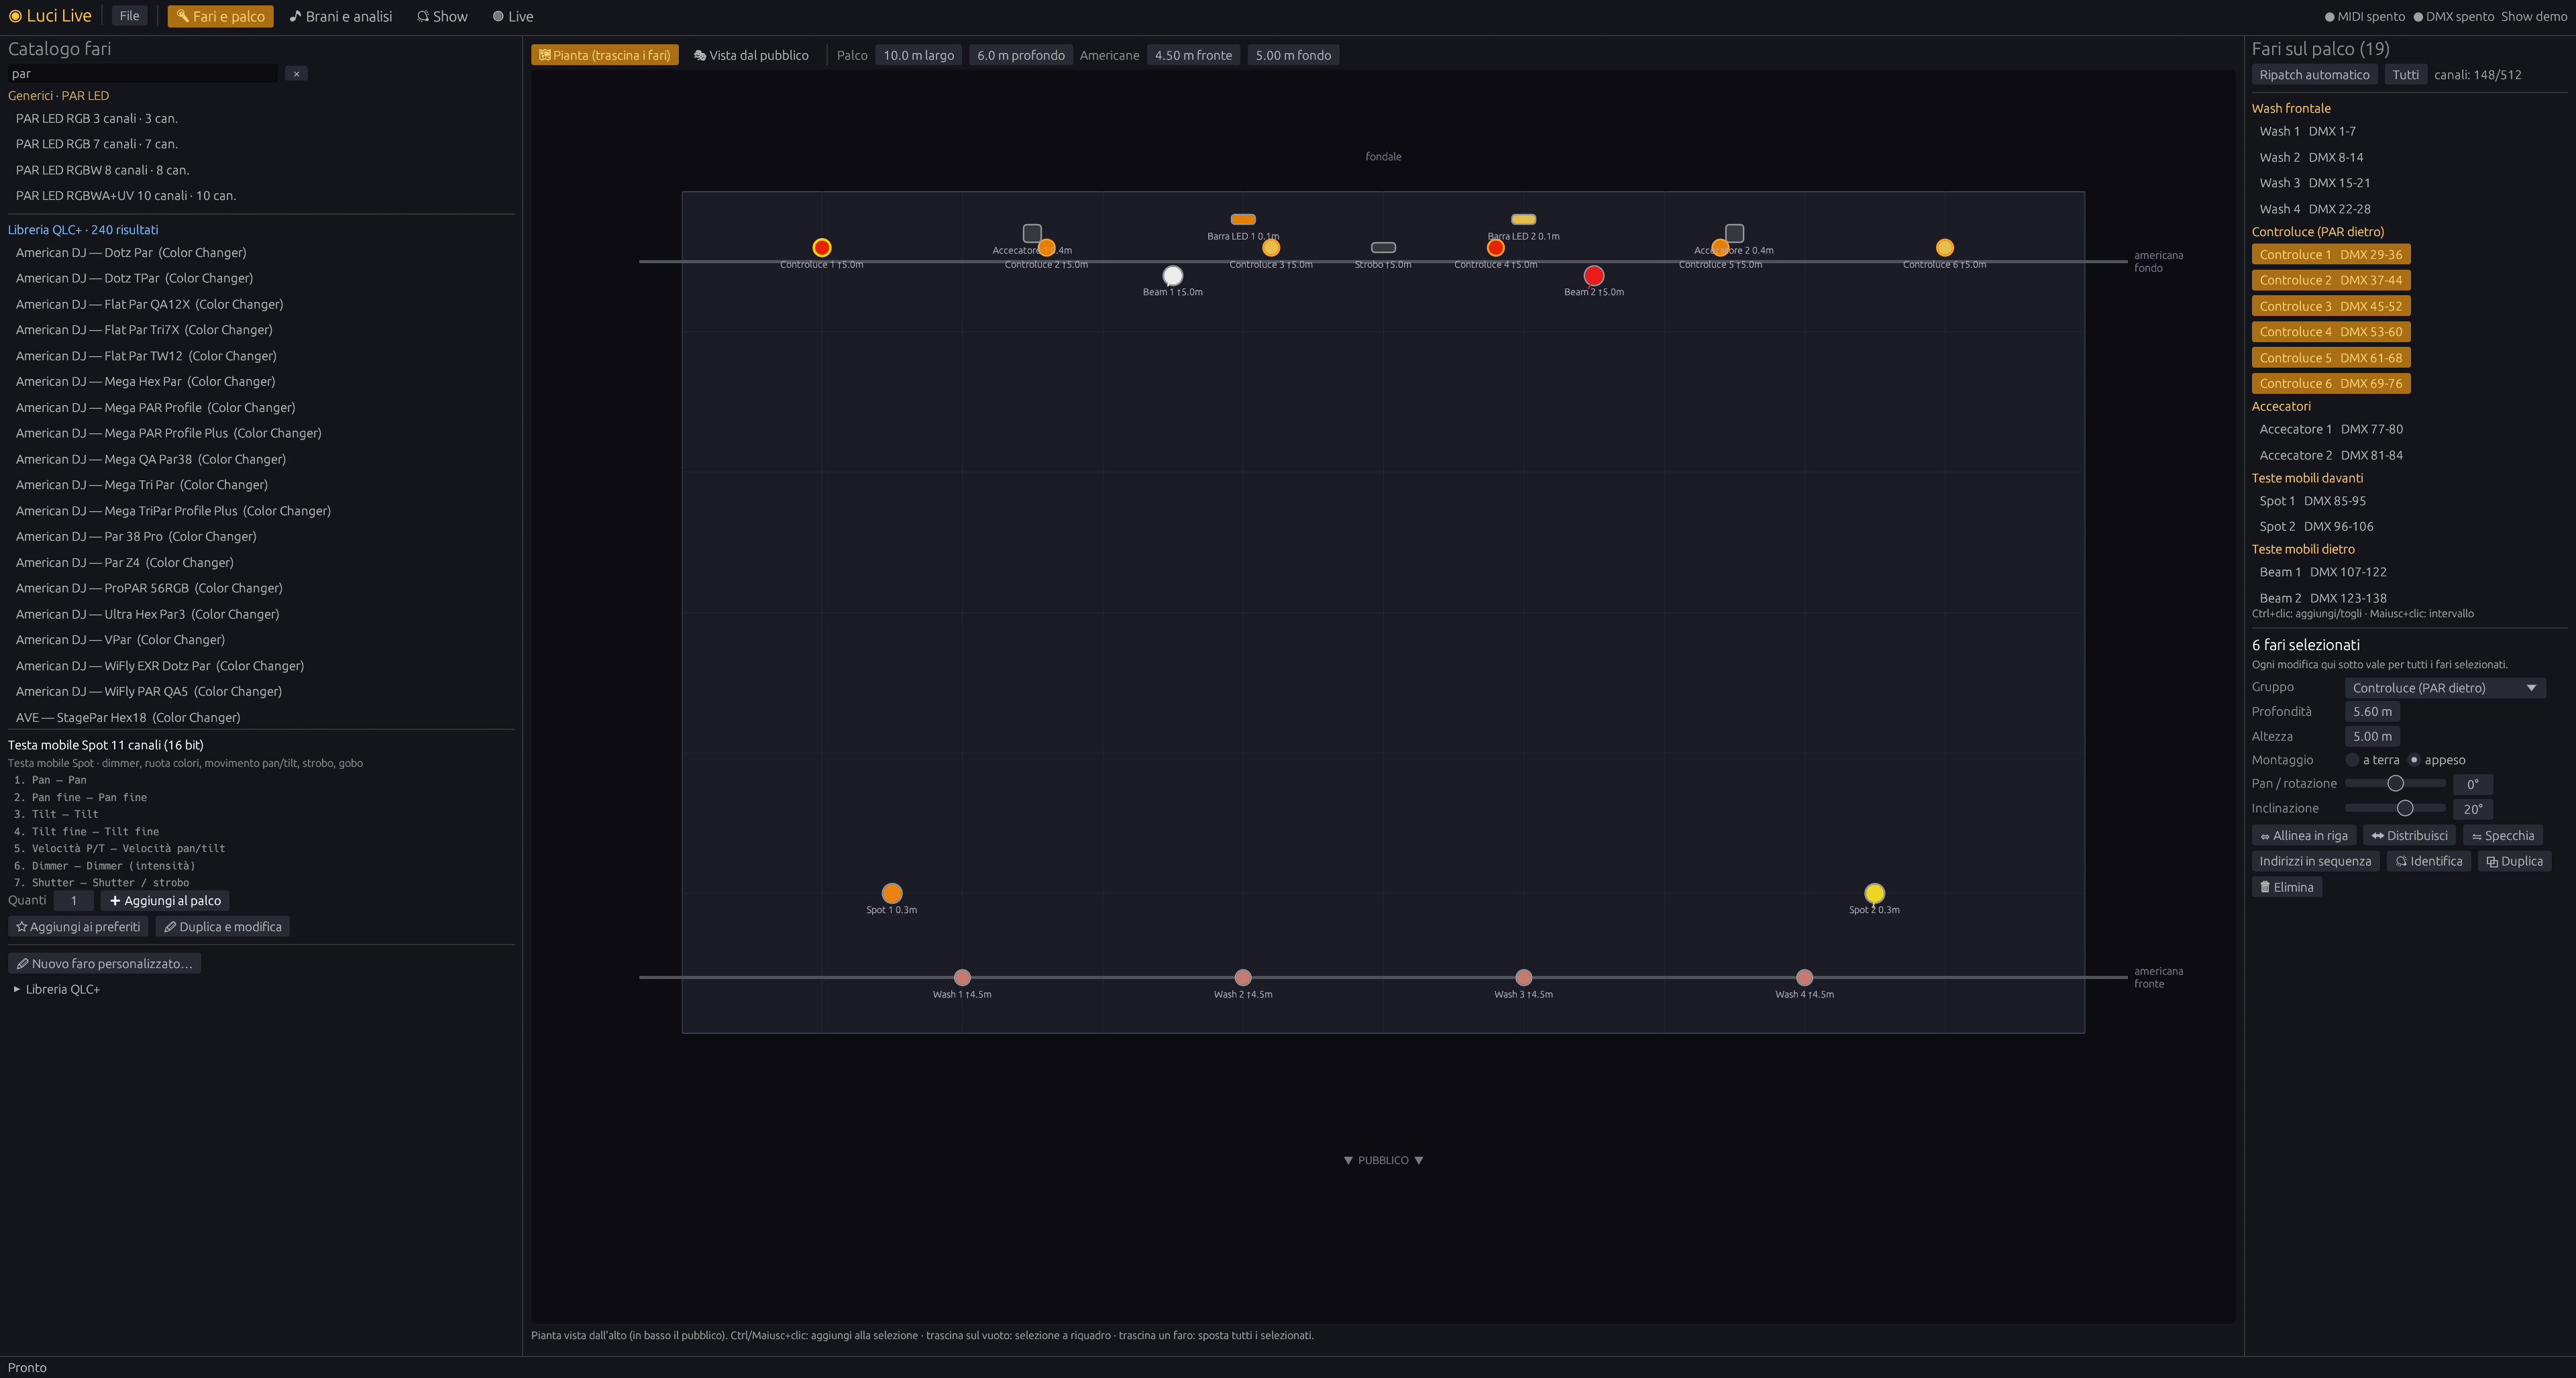 Luci Live File Fari e palco Brani e analisi Show Live MIDI spento DMX spento Show demo
Catalogo fari
par ×
Generici · PAR LED
PAR LED RGB 3 canali · 3 can.
PAR LED RGB 7 canali · 7 can.
PAR LED RGBW 8 canali · 8 can.
PAR LED RGBWA+UV 10 canali · 10 can.
Libreria QLC+ · 240 risultati
American DJ — Dotz Par (Color Changer)
American DJ — Dotz TPar (Color Changer)
American DJ — Flat Par QA12X (Color Changer)
American DJ — Flat Par Tri7X (Color Changer)
American DJ — Flat Par TW12 (Color Changer)
American DJ — Mega Hex Par (Color Changer)
American DJ — Mega PAR Profile (Color Changer)
American DJ — Mega PAR Profile Plus (Color Changer)
American DJ — Mega QA Par38 (Color Changer)
American DJ — Mega Tri Par (Color Changer)
American DJ — Mega TriPar Profile Plus (Color Changer)
American DJ — Par 38 Pro (Color Changer)
American DJ — Par Z4 (Color Changer)
American DJ — ProPAR 56RGB (Color Changer)
American DJ — Ultra Hex Par3 (Color Changer)
American DJ — VPar (Color Changer)
American DJ — WiFly EXR Dotz Par (Color Changer)
American DJ — WiFly PAR QA5 (Color Changer)
AVE — StagePar Hex18 (Color Changer)
Testa mobile Spot 11 canali (16 bit)
Testa mobile Spot · dimmer, ruota colori, movimento pan/tilt, strobo, gobo
1. Pan — Pan
2. Pan fine — Pan fine
3. Tilt — Tilt
4. Tilt fine — Tilt fine
5. Velocità P/T — Velocità pan/tilt
6. Dimmer — Dimmer (intensità)
7. Shutter — Shutter / strobo
Quanti 1 + Aggiungi al palco
☆ Aggiungi ai preferiti Duplica e modifica
Nuovo faro personalizzato…
▶ Libreria QLC+
Pianta (trascina i fari) Vista dal pubblico Palco 10.0 m largo 6.0 m profondo Americane 4.50 m fronte 5.00 m fondo
fondale
Barra LED 1 0.1m Barra LED 2 0.1m
Accecatore 1 0.4m Accecatore 2 0.4m
Controluce 1 ↑5.0m Controluce 2 ↑5.0m Controluce 3 ↑5.0m Strobo ↑5.0m Controluce 4 ↑5.0m Controluce 5 ↑5.0m Controluce 6 ↑5.0m
americana
fondo
Beam 1 ↑5.0m Beam 2 ↑5.0m
Spot 1 0.3m Spot 2 0.3m
Wash 1 ↑4.5m Wash 2 ↑4.5m Wash 3 ↑4.5m Wash 4 ↑4.5m
americana
fronte
▼ PUBBLICO ▼
Pianta vista dall'alto (in basso il pubblico). Ctrl/Maiusc+clic: aggiungi alla selezione · trascina sul vuoto: selezione a riquadro · trascina un faro: sposta tutti i selezionati.
Fari sul palco (19)
Ripatch automatico Tutti canali: 148/512
Wash frontale
Wash 1 DMX 1-7
Wash 2 DMX 8-14
Wash 3 DMX 15-21
Wash 4 DMX 22-28
Controluce (PAR dietro)
Controluce 1 DMX 29-36
Controluce 2 DMX 37-44
Controluce 3 DMX 45-52
Controluce 4 DMX 53-60
Controluce 5 DMX 61-68
Controluce 6 DMX 69-76
Accecatori
Accecatore 1 DMX 77-80
Accecatore 2 DMX 81-84
Teste mobili davanti
Spot 1 DMX 85-95
Spot 2 DMX 96-106
Teste mobili dietro
Beam 1 DMX 107-122
Beam 2 DMX 123-138
Ctrl+clic: aggiungi/togli · Maiusc+clic: intervallo
6 fari selezionati
Ogni modifica qui sotto vale per tutti i fari selezionati.
Gruppo Controluce (PAR dietro) ▼
Profondità 5.60 m
Altezza 5.00 m
Montaggio a terra appeso
Pan / rotazione 0°
Inclinazione 20°
⇔ Allinea in riga Distribuisci Specchia
Indirizzi in sequenza Identifica Duplica
Elimina
Pronto